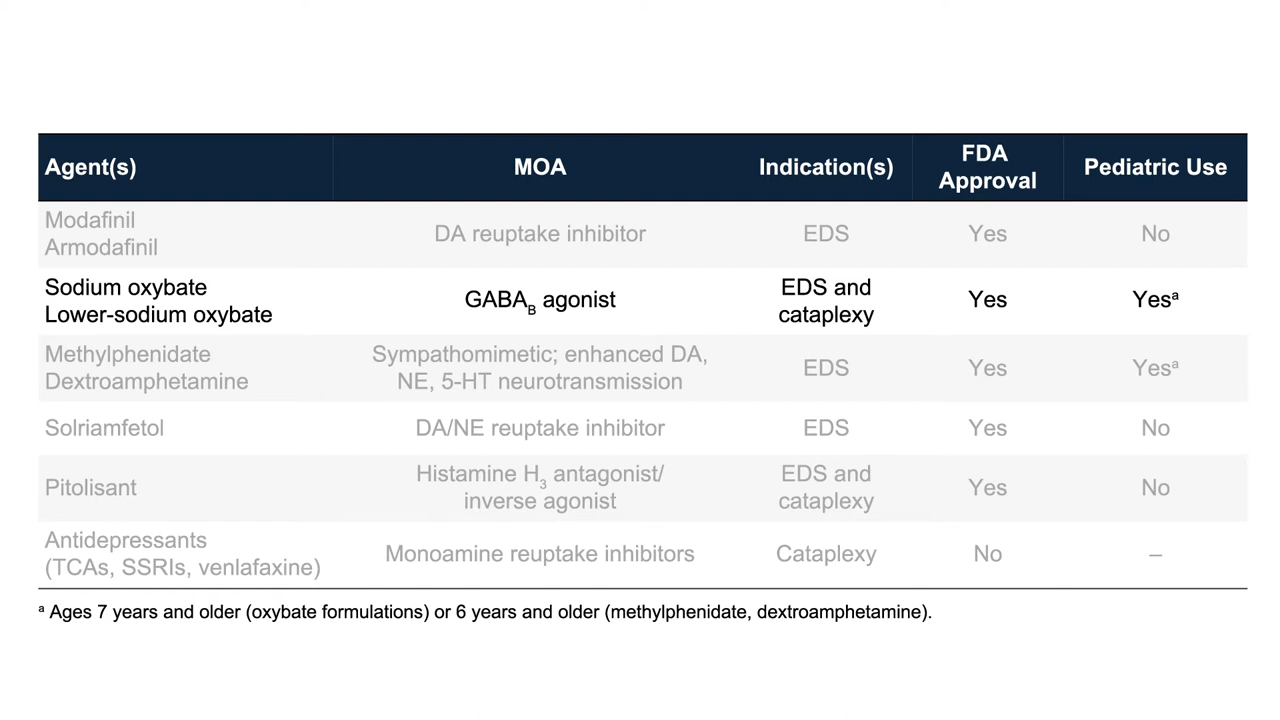 Agent(s) MOA Indication(s) FDA Approval Pediatric Use
Modafinil
Armodafinil
DA reuptake inhibitor
EDS
Yes
No
Sodium oxybate
Lower-sodium oxybate
GABA_B agonist
EDS and
cataplexy
Yes
Yesᵃ
Methylphenidate
Dextroamphetamine
Sympathomimetic; enhanced DA,
NE, 5-HT neurotransmission
EDS
Yes
Yesᵃ
Solriamfetol
DA/NE reuptake inhibitor
EDS
Yes
No
Pitolisant
Histamine H₃ antagonist/
inverse agonist
EDS and
cataplexy
Yes
No
Antidepressants
(TCAs, SSRIs, venlafaxine)
Monoamine reuptake inhibitors
Cataplexy
No
–
ᵃ Ages 7 years and older (oxybate formulations) or 6 years and older (methylphenidate, dextroamphetamine).